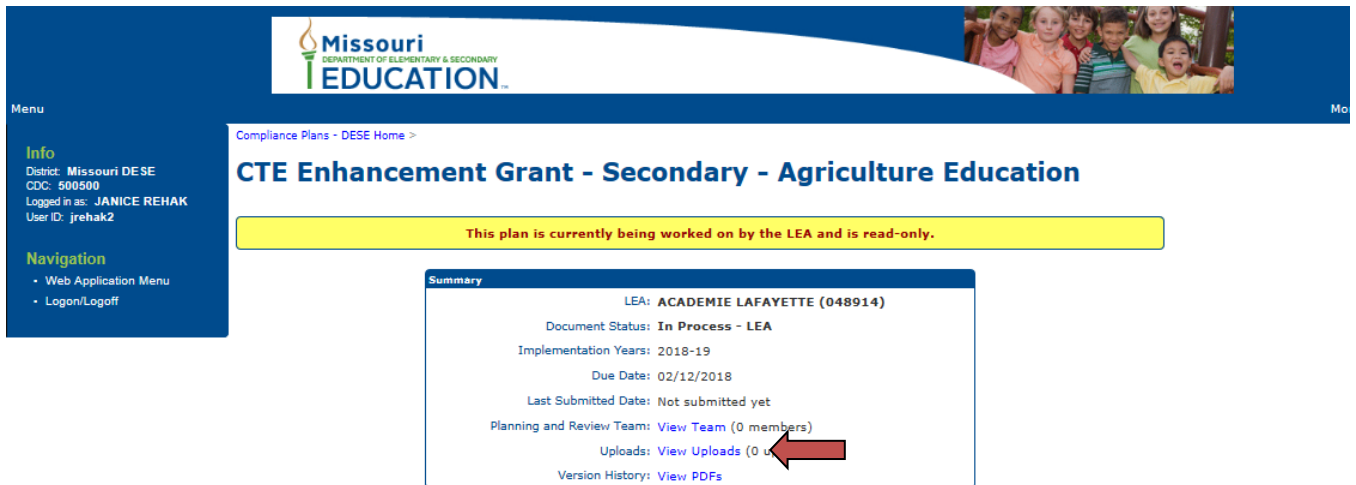 Missouri
DEPARTMENT OF ELEMENTARY & SECONDARY
EDUCATION™
Menu
Info
District: Missouri DESE
CDC: 500500
Logged in as: JANICE REHAK
User ID: jrehak2
Navigation
• Web Application Menu
• Logon/Logoff
Compliance Plans - DESE Home >
CTE Enhancement Grant - Secondary - Agriculture Education
This plan is currently being worked on by the LEA and is read-only.
Summary
LEA: ACADEMIE LAFAYETTE (048914)
Document Status: In Process - LEA
Implementation Years: 2018-19
Due Date: 02/12/2018
Last Submitted Date: Not submitted yet
Planning and Review Team: View Team (0 members)
Uploads: View Uploads (0
Version History: View PDFs